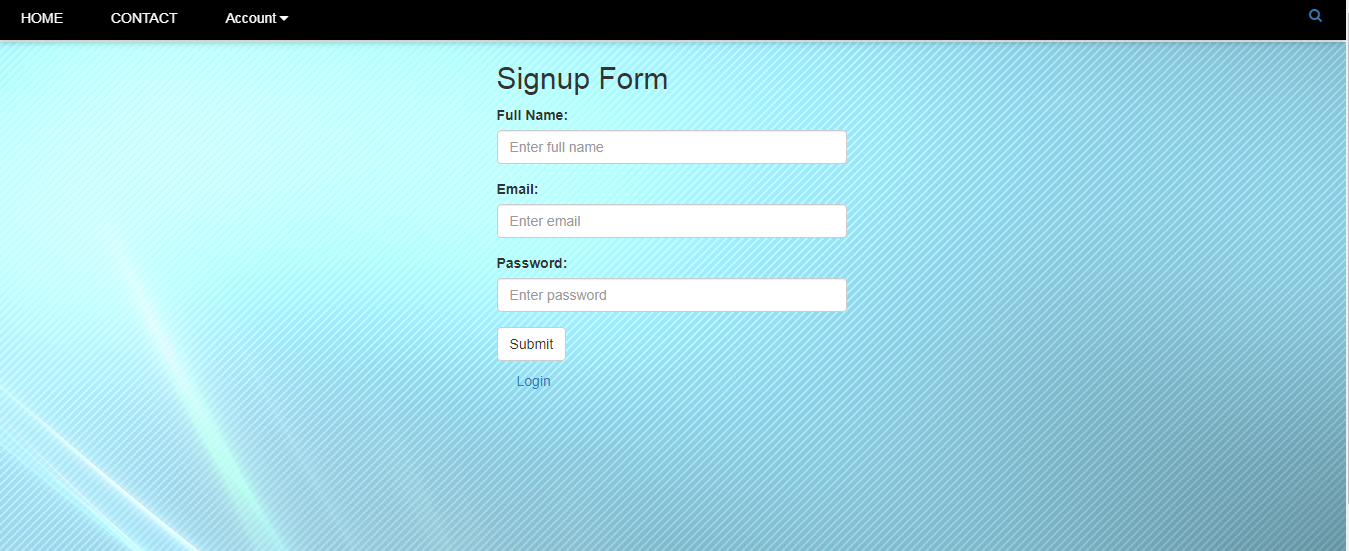 HOME CONTACT Account
Signup Form
Full Name:
Enter full name
Email:
Enter email
Password:
Enter password
Submit
Login